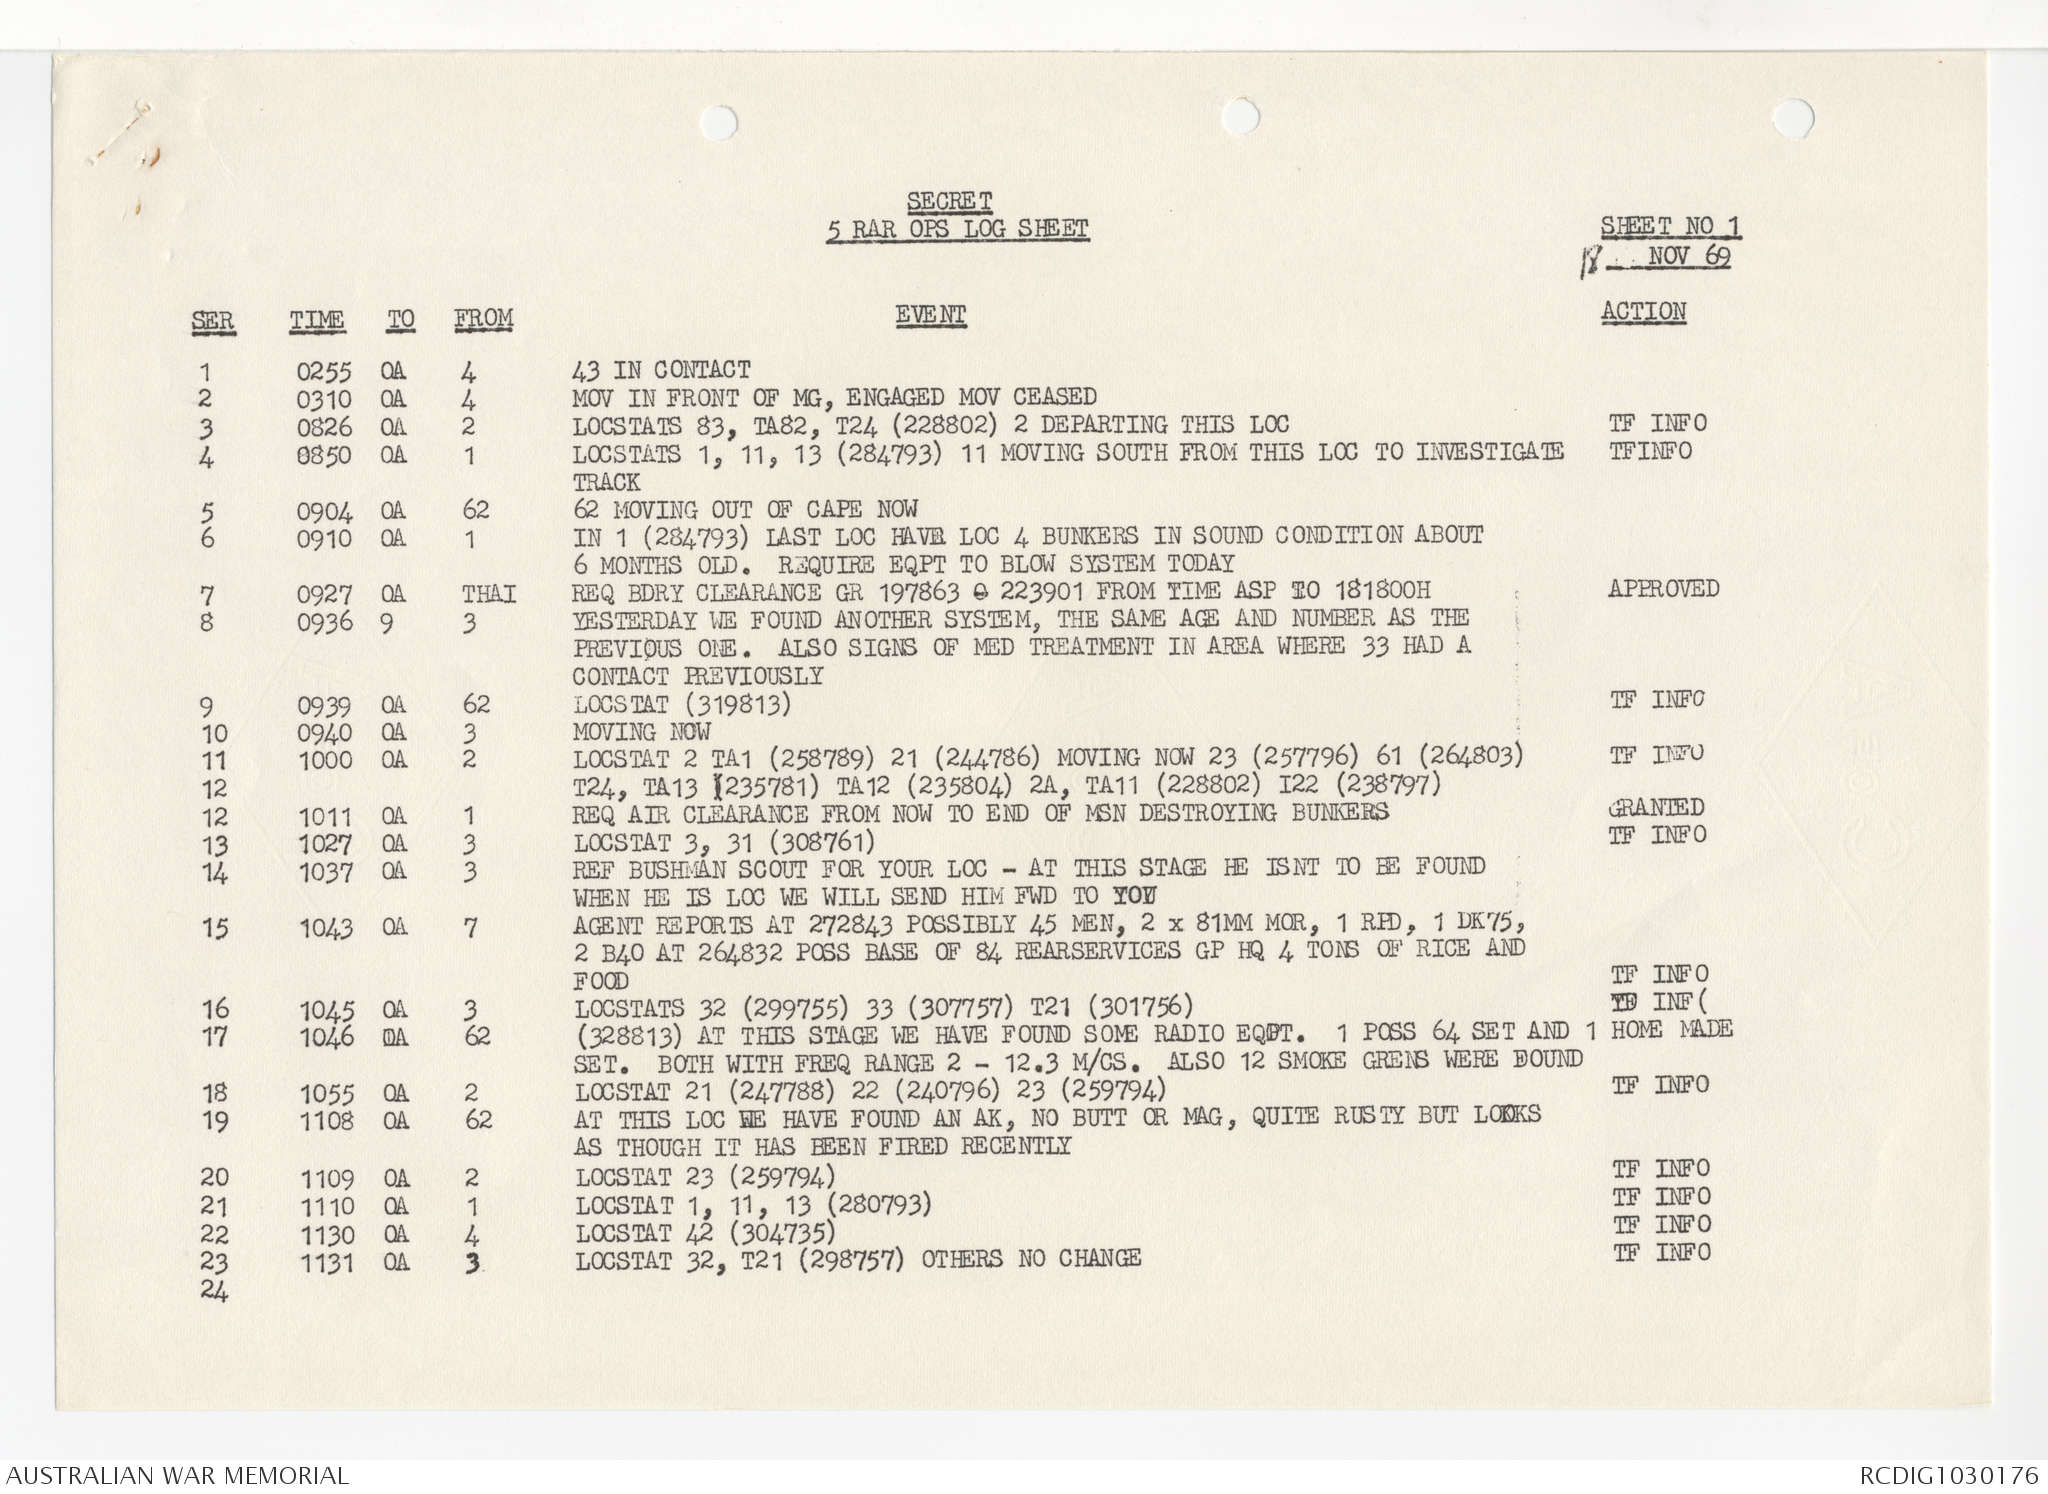 SECRET
5 RAR OPS LOG SHEET
SHEET NO 1
18 NOV 69
SER TIME TO FROM EVENT ACTION
1 0255 OA 4 43 IN CONTACT
2 0310 OA 4 MOV IN FRONT OF MG, ENGAGED MOV CEASED
3 0826 OA 2 LOCSTATS 83, TA82, T24 (228802) 2 DEPARTING THIS LOC TF INFO
4 0850 OA 1 LOCSTATS 1, 11, 13 (284793) 11 MOVING SOUTH FROM THIS LOC TO INVESTIGATE TFINFO
TRACK
5 0904 OA 62 62 MOVING OUT OF CAPE NOW
6 0910 OA 1 IN 1 (284793) LAST LOC HAVE LOC 4 BUNKERS IN SOUND CONDITION ABOUT
6 MONTHS OLD. REQUIRE EQPT TO BLOW SYSTEM TODAY
7 0927 OA THAI REQ BDRY CLEARANCE GR 197863 223901 FROM TIME ASP TO 181800H APPROVED
8 0936 9 3 YESTERDAY WE FOUND ANOTHER SYSTEM, THE SAME AGE AND NUMBER AS THE
PREVIOUS ONE. ALSO SIGNS OF MED TREATMENT IN AREA WHERE 33 HAD A
CONTACT PREVIOUSLY
9 0939 OA 62 LOCSTAT (319813) TF INFO
10 0940 OA 3 MOVING NOW
11 1000 OA 2 LOCSTAT 2 TA1 (258789) 21 (244786) MOVING NOW 23 (257796) 61 (264803) TF INFO
12 T24, TA13 (235781) TA12 (235804) 2A, TA11 (228802) I22 (238797)
12 1011 OA 1 REQ AIR CLEARANCE FROM NOW TO END OF MSN DESTROYING BUNKERS GRANTED
13 1027 OA 3 LOCSTAT 3, 31 (308761) TF INFO
14 1037 OA 3 REF BUSHMAN SCOUT FOR YOUR LOC - AT THIS STAGE HE ISNT TO BE FOUND
WHEN HE IS LOC WE WILL SEND HIM FWD TO YOU
15 1043 OA 7 AGENT REPORTS AT 272843 POSSIBLY 45 MEN, 2 x 81MM MOR, 1 RPD, 1 DK75,
2 B40 AT 264832 POSS BASE OF 84 REARSERVICES GP HQ 4 TONS OF RICE AND
FOOD TF INFO
16 1045 OA 3 LOCSTATS 32 (299755) 33 (307757) T21 (301756) TF INF(
17 1046 OA 62 (328813) AT THIS STAGE WE HAVE FOUND SOME RADIO EQPT. 1 POSS 64 SET AND 1 HOME MADE
SET. BOTH WITH FREQ RANGE 2 - 12.3 M/CS. ALSO 12 SMOKE GRENS WERE DOUND
18 1055 OA 2 LOCSTAT 21 (247788) 22 (240796) 23 (259794) TF INFO
19 1108 OA 62 AT THIS LOC WE HAVE FOUND AN AK, NO BUTT OR MAG, QUITE RUSTY BUT LOOKS
AS THOUGH IT HAS BEEN FIRED RECENTLY
20 1109 OA 2 LOCSTAT 23 (259794) TF INFO
21 1110 OA 1 LOCSTAT 1, 11, 13 (280793) TF INFO
22 1130 OA 4 LOCSTAT 42 (304735) TF INFO
23 1131 OA 3 LOCSTAT 32, T21 (298757) OTHERS NO CHANGE TF INFO
24
AUSTRALIAN WAR MEMORIAL RCDIG1030176